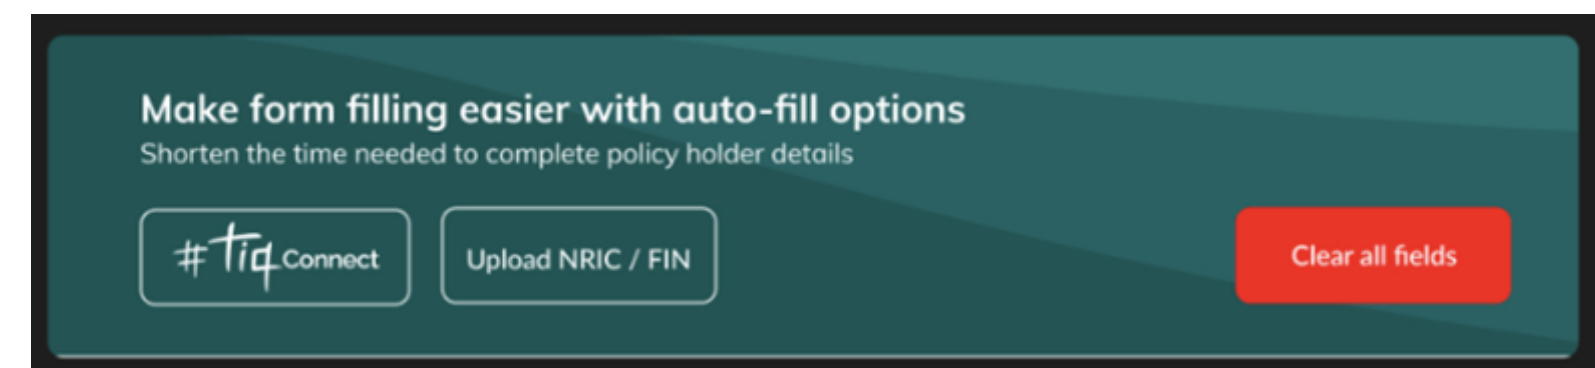 Make form filling easier with auto-fill options
Shorten the time needed to complete policy holder details
#tiq Connect
Upload NRIC / FIN
Clear all fields